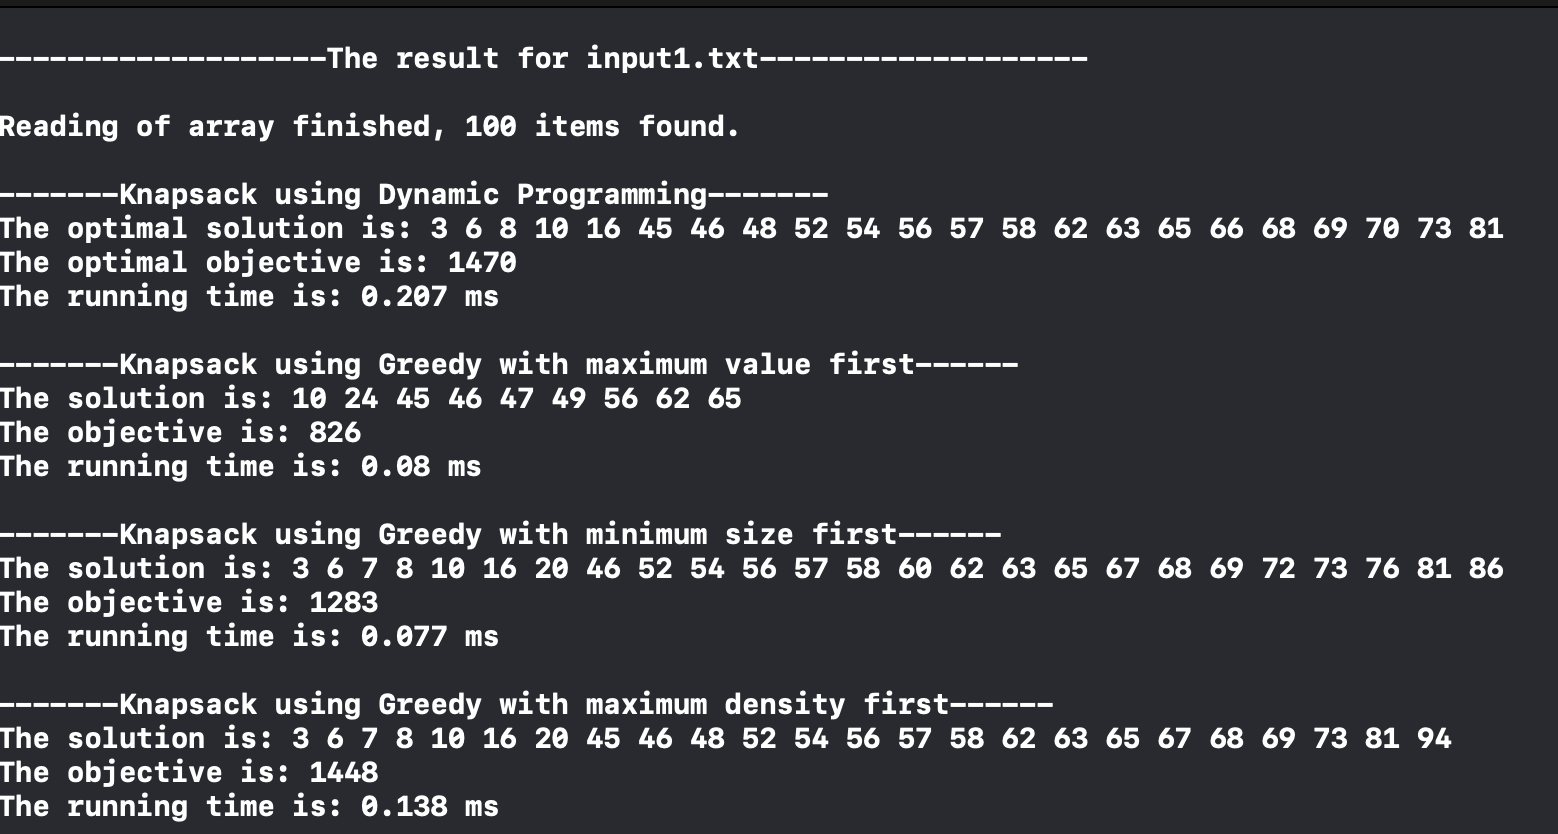 -------------------The result for input1.txt-------------------
Reading of array finished, 100 items found.
-------Knapsack using Dynamic Programming-------
The optimal solution is: 3 6 8 10 16 45 46 48 52 54 56 57 58 62 63 65 66 68 69 70 73 81
The optimal objective is: 1470
The running time is: 0.207 ms
-------Knapsack using Greedy with maximum value first------
The solution is: 10 24 45 46 47 49 56 62 65
The objective is: 826
The running time is: 0.08 ms
-------Knapsack using Greedy with minimum size first------
The solution is: 3 6 7 8 10 16 20 46 52 54 56 57 58 60 62 63 65 67 68 69 72 73 76 81 86
The objective is: 1283
The running time is: 0.077 ms
-------Knapsack using Greedy with maximum density first------
The solution is: 3 6 7 8 10 16 20 45 46 48 52 54 56 57 58 62 63 65 67 68 69 73 81 94
The objective is: 1448
The running time is: 0.138 ms